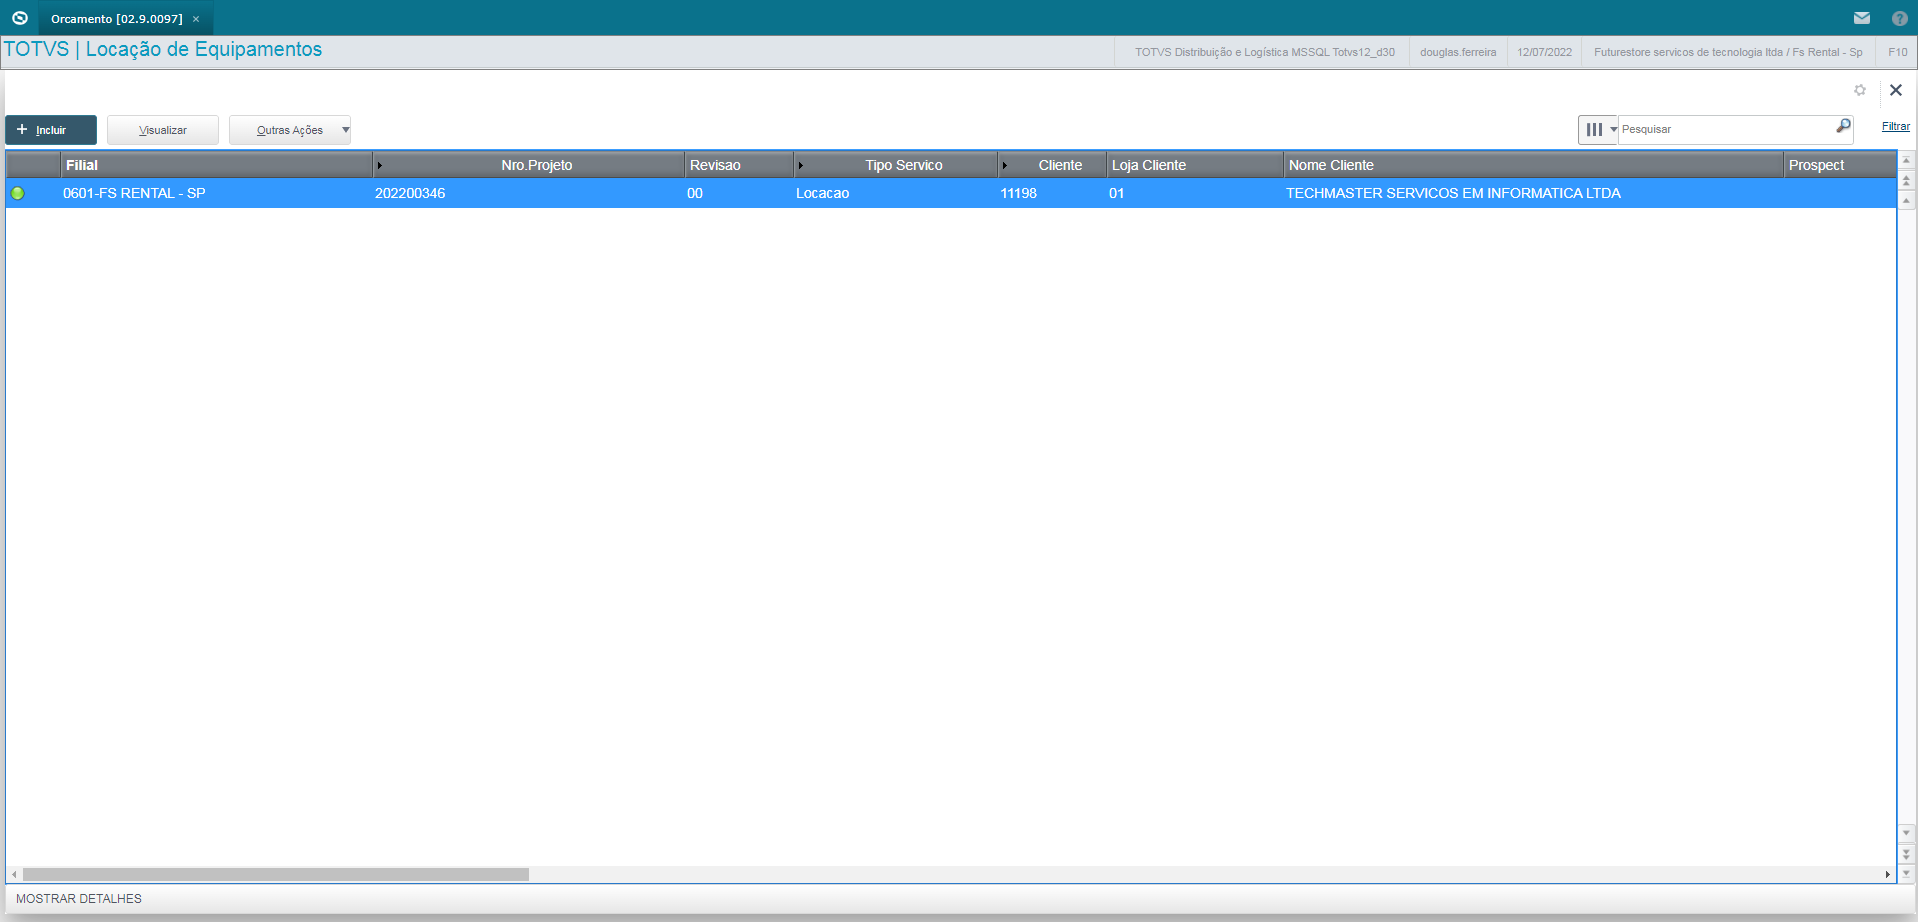 Orcamento [02.9.0097] ×
TOTVS | Locação de Equipamentos
TOTVS Distribuição e Logística MSSQL Totvs12_d30 douglas.ferreira 12/07/2022 Futurestore servicos de tecnologia ltda / Fs Rental - Sp F10
+ Incluir Visualizar Outras Ações Pesquisar Filtrar
Filial Nro.Projeto Revisao Tipo Servico Cliente Loja Cliente Nome Cliente Prospect
0601-FS RENTAL - SP 202200346 00 Locacao 11198 01 TECHMASTER SERVICOS EM INFORMATICA LTDA
MOSTRAR DETALHES